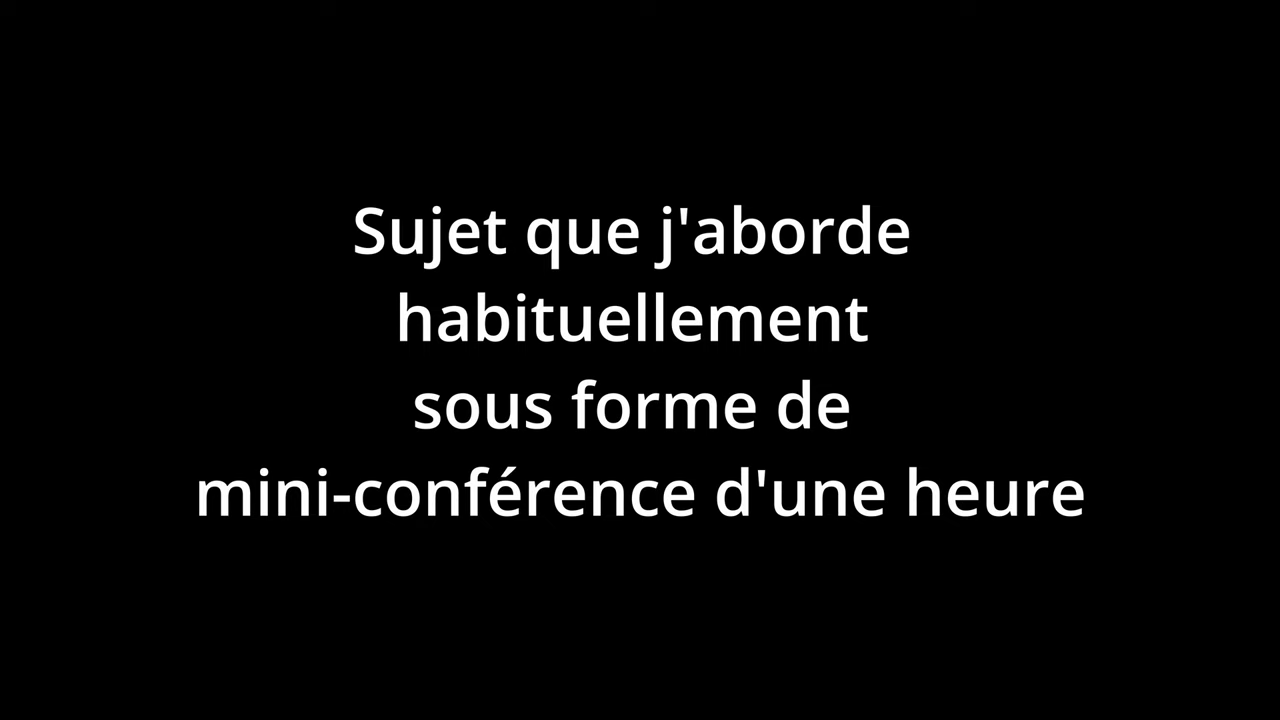 Sujet que j'aborde
habituellement
sous forme de
mini-conférence d'une heure